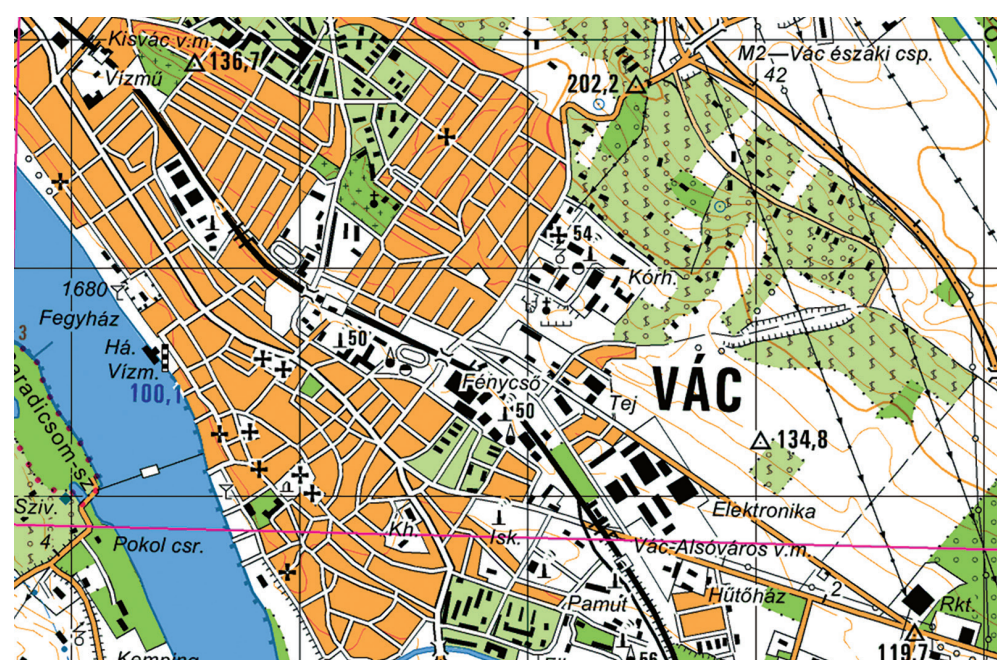 Kisvác v.m.
136,7
Vízmű
M2—Vác északi csp.
42
202,2
54
Kórh.
1680
Fegyház
50
3
Há.
Vízm.
100,1
Fénycső
VÁC
Tej
50
134,8
Elektronika
Sziv.
Kh.
Isk.
Vác-Alsóváros v.m.
4
Pokol csr.
2
Hűtőház
Rkt.
Pamut
119,7
56